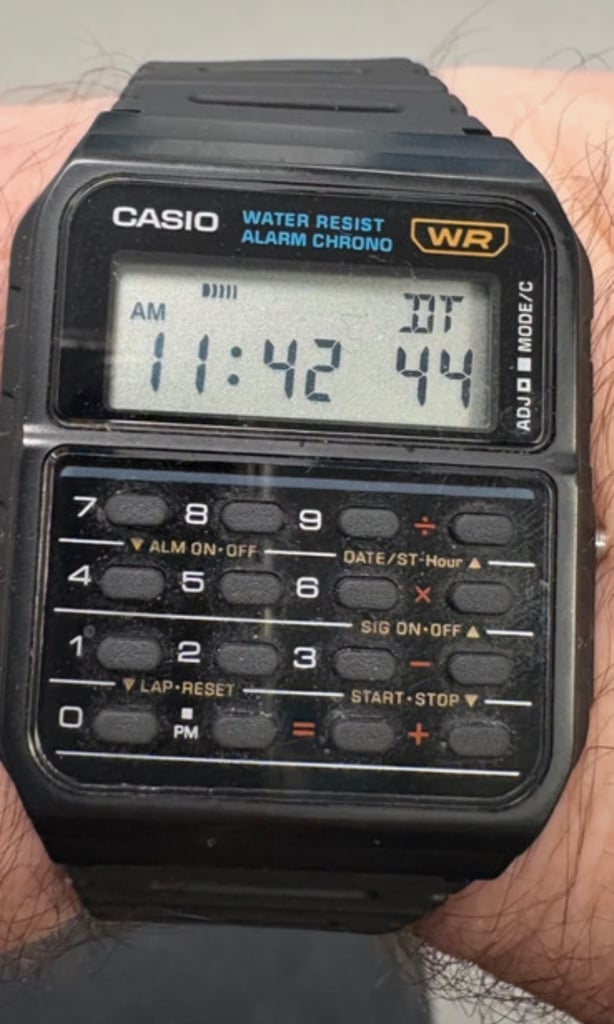 CASIO
WATER RESIST
ALARM CHRONO
WR
AM
DT
11:42 44
ADJ MODE/C
7 8 9 ÷
▼ ALM ON·OFF DATE/ST-Hour ▲
4 5 6 ×
SIG ON·OFF ▲
1 2 3 −
▼ LAP·RESET START·STOP ▼
0 ▪ PM = +